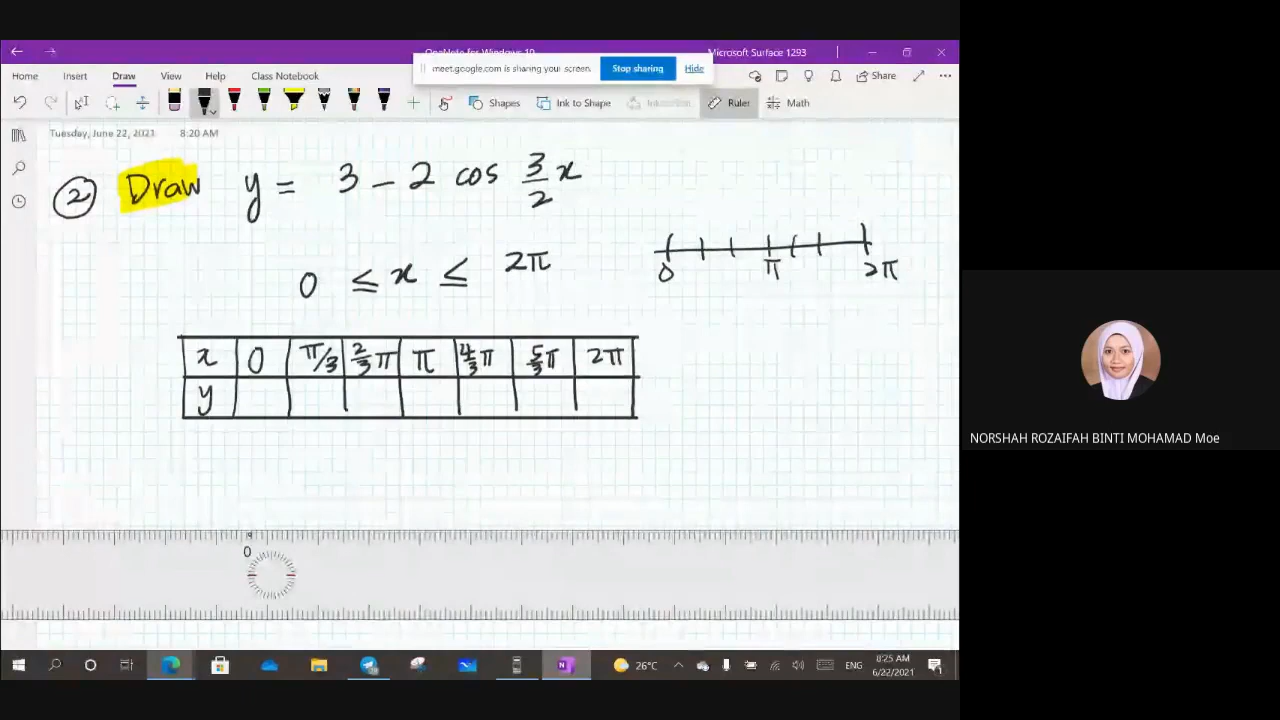 OneNote for Windows 10
Microsoft Surface 1293
meet.google.com is sharing your screen.
Stop sharing
Hide
Home Insert Draw View Help Class Notebook
Share
Shapes Ink to Shape Ruler Math
Tuesday, June 22, 2021 8:20 AM
② Draw y = 3 - 2 cos 3/2 x
0 ≤ x ≤ 2π
0 π 2π
x 0 π/3 2/3 π π 4/3 π 5/3 π 2π
y
0
NORSHAH ROZAIFAH BINTI MOHAMAD Moe
26°C ENG 8:25 AM
6/22/2021